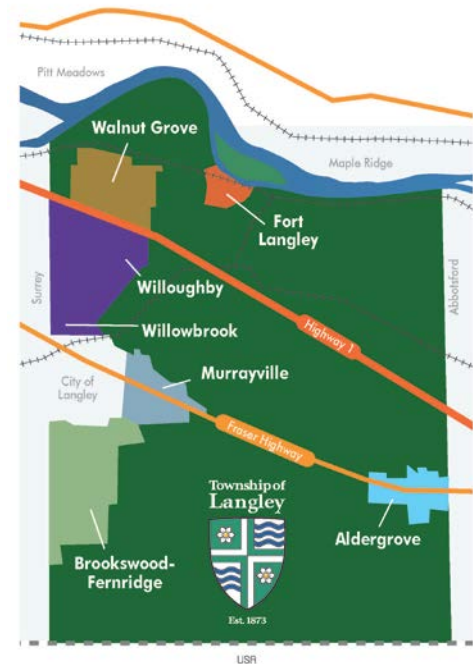 Pitt Meadows
Walnut Grove
Maple Ridge
Fort
Langley
Surrey
Abbotsford
Willoughby
Highway 1
Willowbrook
City of
Langley
Murrayville
Fraser Highway
Township of
Langley
Aldergrove
Brookswood-
Fernridge
Est. 1873
USA